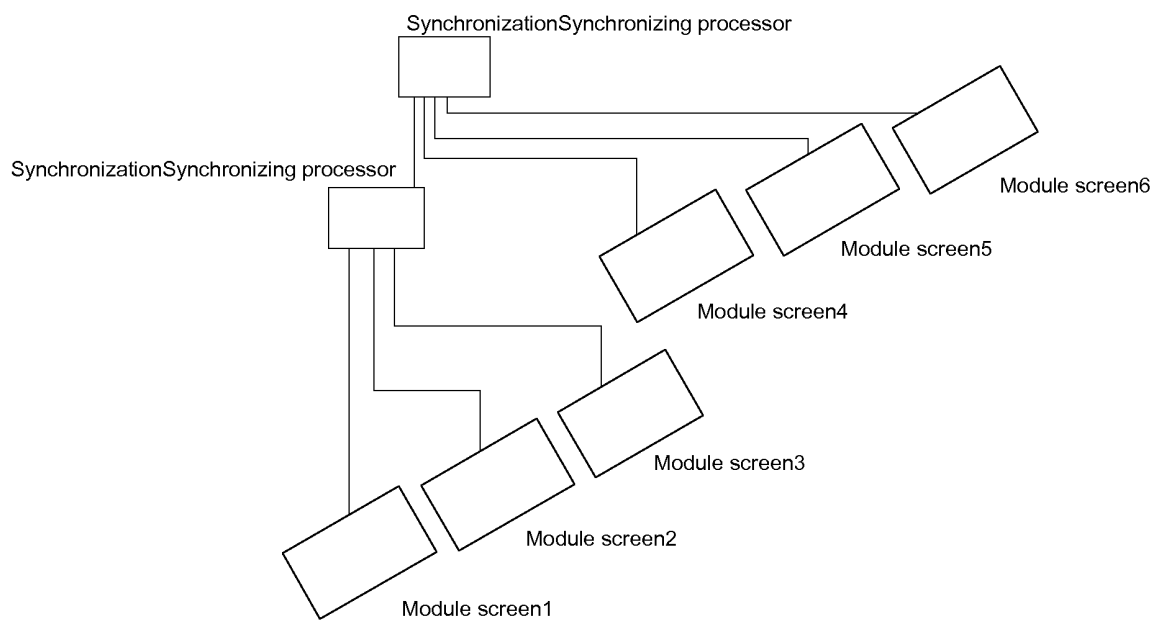 SynchronizationSynchronizing processor
SynchronizationSynchronizing processor
Module screen6
Module screen5
Module screen4
Module screen3
Module screen2
Module screen1